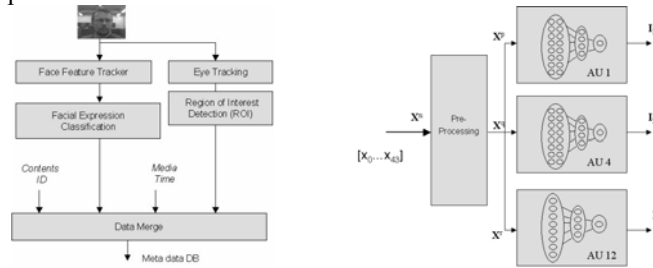 Face Feature Tracker
Eye Tracking
Facial Expression
Classification
Region of Interest
Detection (ROI)
Contents
ID
Media
Time
Data Merge
Meta data DB
Xⁿ
[x₀...x₄₃]
Pre-
Processing
Xᵖ
AU 1
Xq
AU 4
Xʳ
AU 12